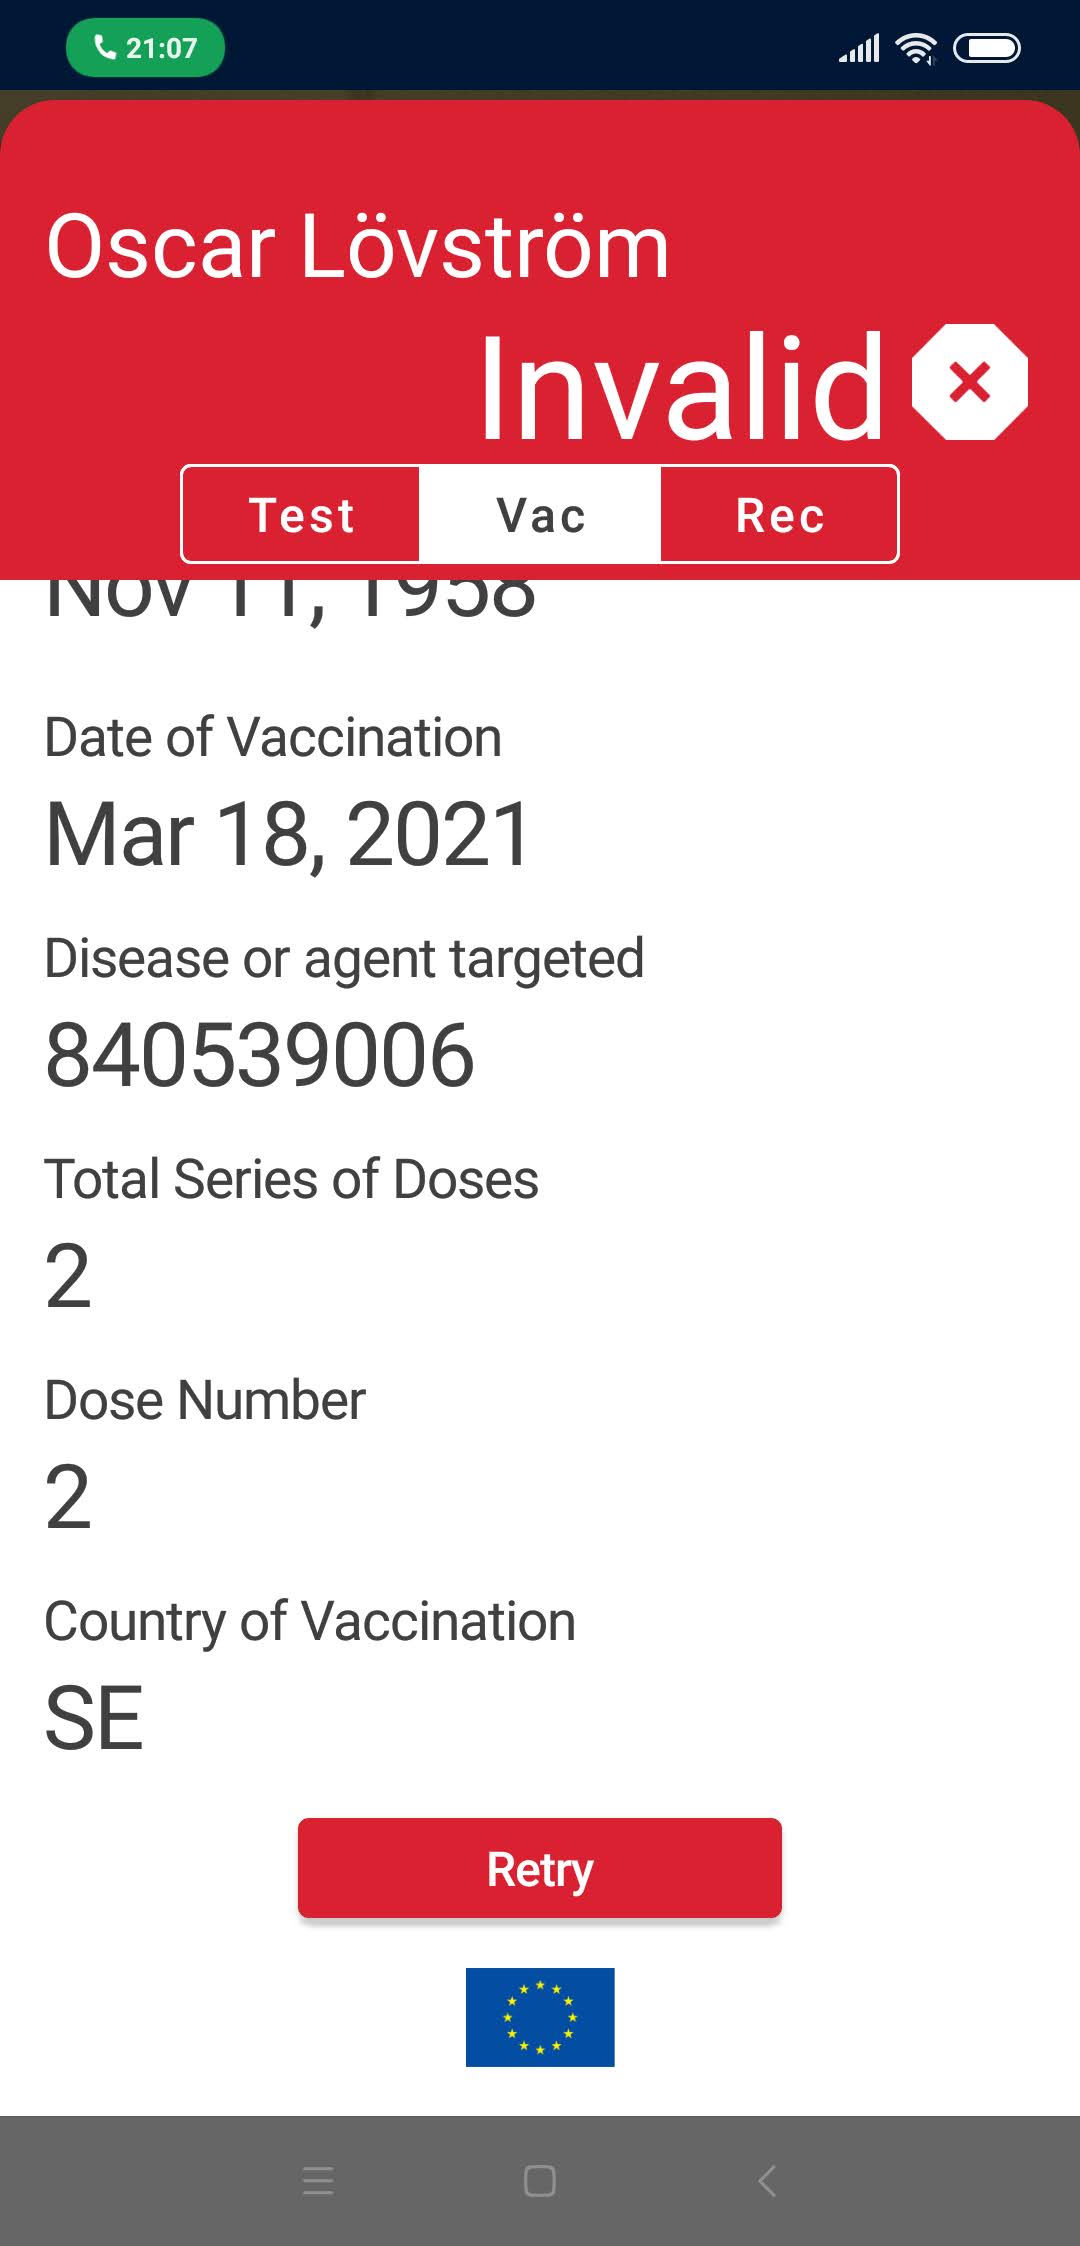 21:07
Oscar Lövström
Invalid
Test Vac Rec
Nov 11, 1958
Date of Vaccination
Mar 18, 2021
Disease or agent targeted
840539006
Total Series of Doses
2
Dose Number
2
Country of Vaccination
SE
Retry